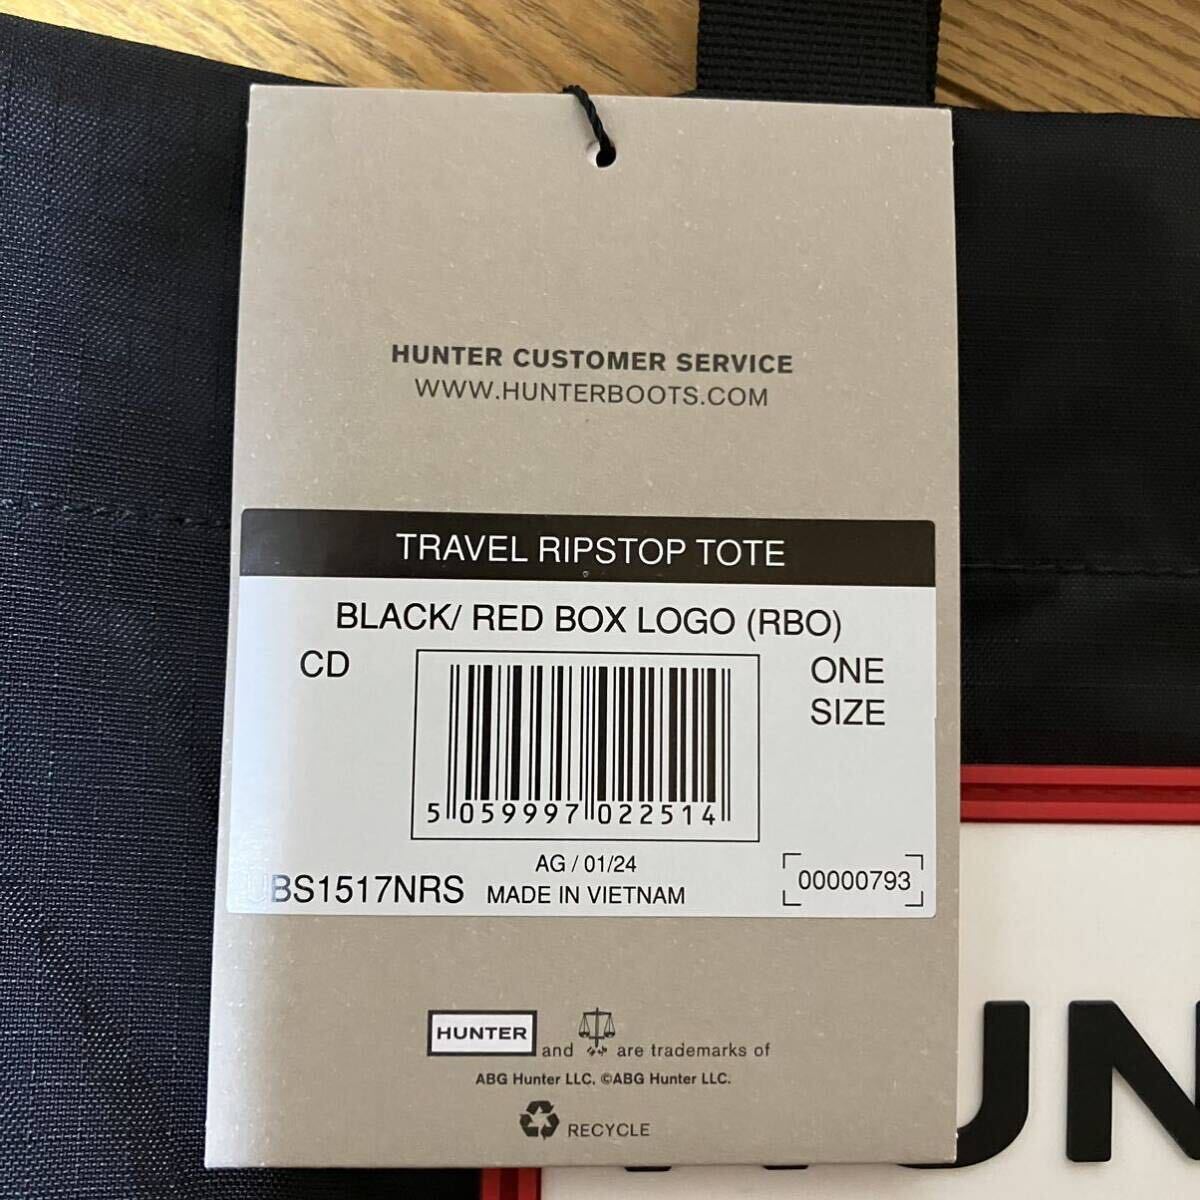 HUNTER CUSTOMER SERVICE
WWW.HUNTERBOOTS.COM
TRAVEL RIPSTOP TOTE
BLACK/ RED BOX LOGO (RBO)
CD
ONE
SIZE
5 059997 022514
AG / 01/24
UBS1517NRS
MADE IN VIETNAM
00000793
HUNTER and are trademarks of
ABG Hunter LLC. ©ABG Hunter LLC.
RECYCLE